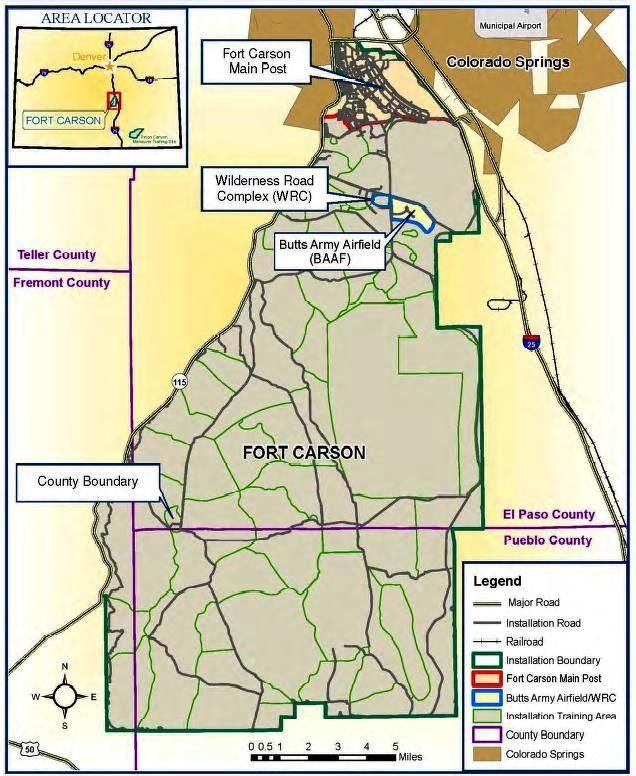 AREA LOCATOR
Denver
FORT CARSON
Pinon Canyon
Maneuver Training Site
Municipal Airport
Colorado Springs
Fort Carson
Main Post
Wilderness Road
Complex (WRC)
Butts Army Airfield
(BAAF)
Teller County
Fremont County
25
115
FORT CARSON
County Boundary
El Paso County
Pueblo County
Legend
Major Road
Installation Road
Railroad
Installation Boundary
Fort Carson Main Post
Butts Army Airfield/WRC
Installation Training Area
County Boundary
Colorado Springs
N
W
E
S
50
0 0.5 1 2 3 4 5
Miles